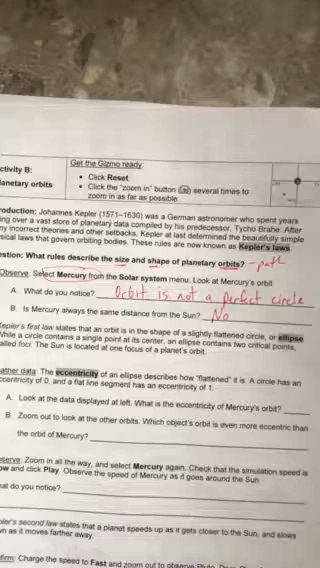 ctivity B:
lanetary orbits
Get the Gizmo ready:
• Click Reset.
• Click the "zoom in" button several times to
zoom in as far as possible.
roduction: Johannes Kepler (1571–1630) was a German astronomer who spent years
ing over a vast store of planetary data compiled by his predecessor, Tycho Brahe. After
ny incorrect theories and other setbacks, Kepler at last determined the beautifully simple
sical laws that govern orbiting bodies. These rules are now known as Kepler's laws.
estion: What rules describe the size and shape of planetary orbits? - path
Observe: Select Mercury from the Solar system menu. Look at Mercury's orbit.
A. What do you notice? Orbit is not a perfect circle
B. Is Mercury always the same distance from the Sun? No
Kepler's first law states that an orbit is in the shape of a slightly flattened circle, or ellipse.
While a circle contains a single point at its center, an ellipse contains two critical points,
alled foci. The Sun is located at one focus of a planet's orbit.
ather data: The eccentricity of an ellipse describes how "flattened" it is. A circle has an
ccentricity of 0, and a flat line segment has an eccentricity of 1.
A. Look at the data displayed at left. What is the eccentricity of Mercury's orbit?
B. Zoom out to look at the other orbits. Which object's orbit is even more eccentric than
the orbit of Mercury?
serve: Zoom in all the way, and select Mercury again. Check that the simulation speed is
ow and click Play. Observe the speed of Mercury as it goes around the Sun.
hat do you notice?
pler's second law states that a planet speeds up as it gets closer to the Sun, and slows
wn as it moves farther away.
nfirm: Charge the speed to Fast and zoom out to observe